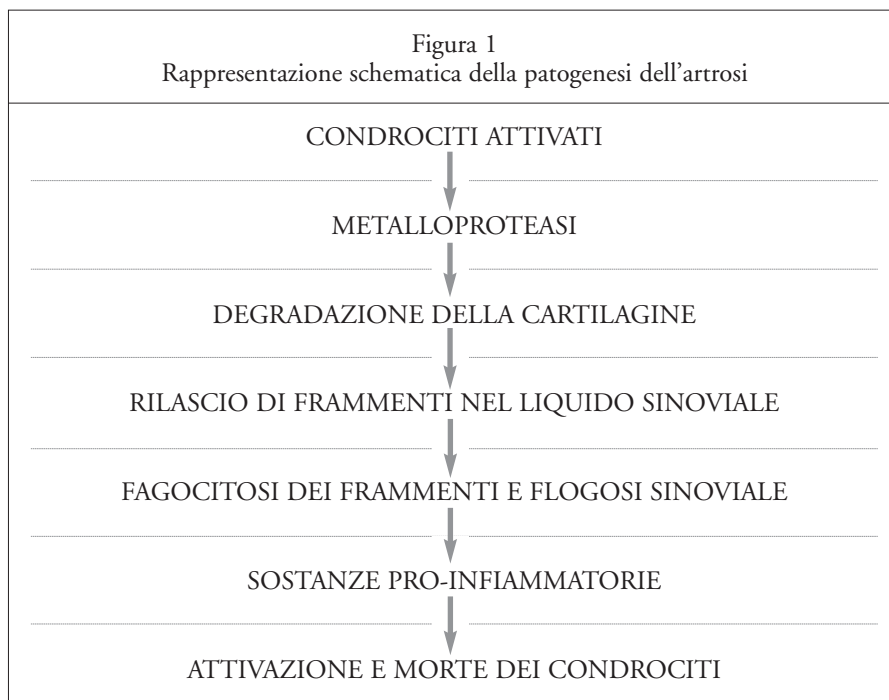 Figura 1
Rappresentazione schematica della patogenesi dell'artrosi
CONDROCITI ATTIVATI
METALLOPROTEASI
DEGRADAZIONE DELLA CARTILAGINE
RILASCIO DI FRAMMENTI NEL LIQUIDO SINOVIALE
FAGOCITOSI DEI FRAMMENTI E FLOGOSI SINOVIALE
SOSTANZE PRO-INFIAMMATORIE
ATTIVAZIONE E MORTE DEI CONDROCITI